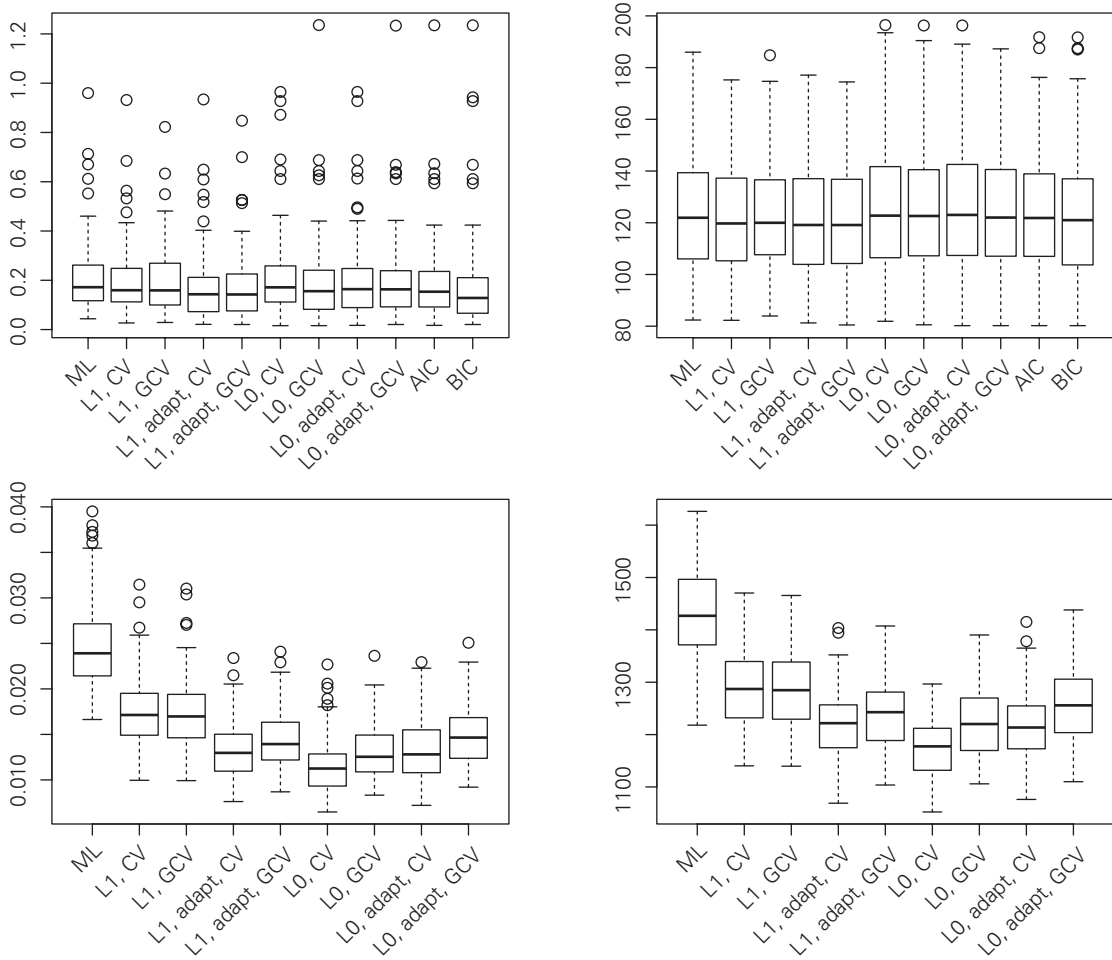 0.0 0.2 0.4 0.6 0.8 1.0 1.2
ML
L1, CV
L1, GCV
L1, adapt, CV
L1, adapt, GCV
L0, CV
L0, GCV
L0, adapt, CV
L0, adapt, GCV
AIC
BIC
80 100 120 140 160 180 200
ML
L1, CV
L1, GCV
L1, adapt, CV
L1, adapt, GCV
L0, CV
L0, GCV
L0, adapt, CV
L0, adapt, GCV
AIC
BIC
0.010 0.020 0.030 0.040
ML
L1, CV
L1, GCV
L1, adapt, CV
L1, adapt, GCV
L0, CV
L0, GCV
L0, adapt, CV
L0, adapt, GCV
1100 1300 1500
ML
L1, CV
L1, GCV
L1, adapt, CV
L1, adapt, GCV
L0, CV
L0, GCV
L0, adapt, CV
L0, adapt, GCV